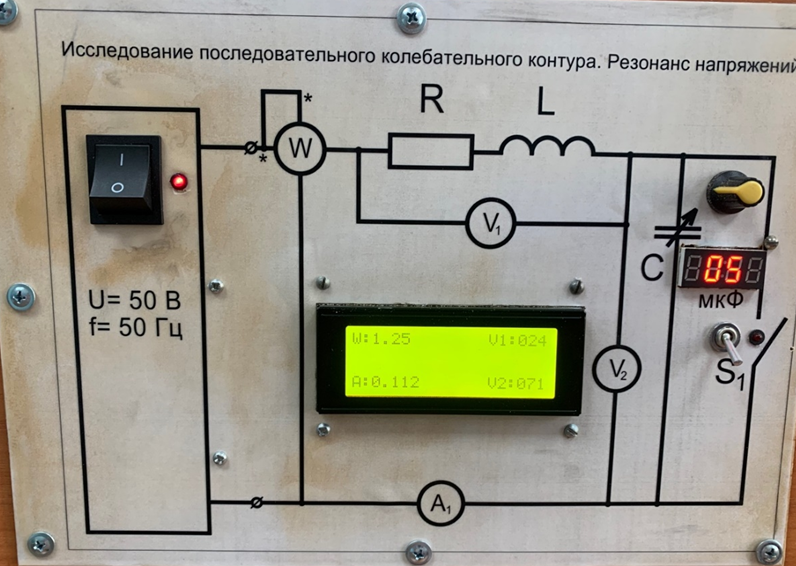 Исследование последовательного колебательного контура. Резонанс напряжений
R L
*
* W
I
O
V1
C
05
мкФ
U= 50 В
f= 50 Гц
W:1.25 V1:024
A:0.112 V2:071
V2
S1
A1